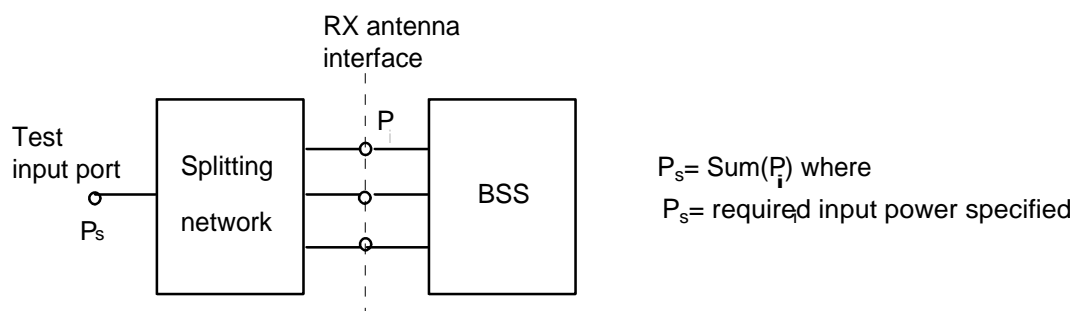 RX antenna
interface
Test
input port
Ps
Splitting
network
Pi
BSS
Ps= Sum(Pi) where
Ps= required input power specified